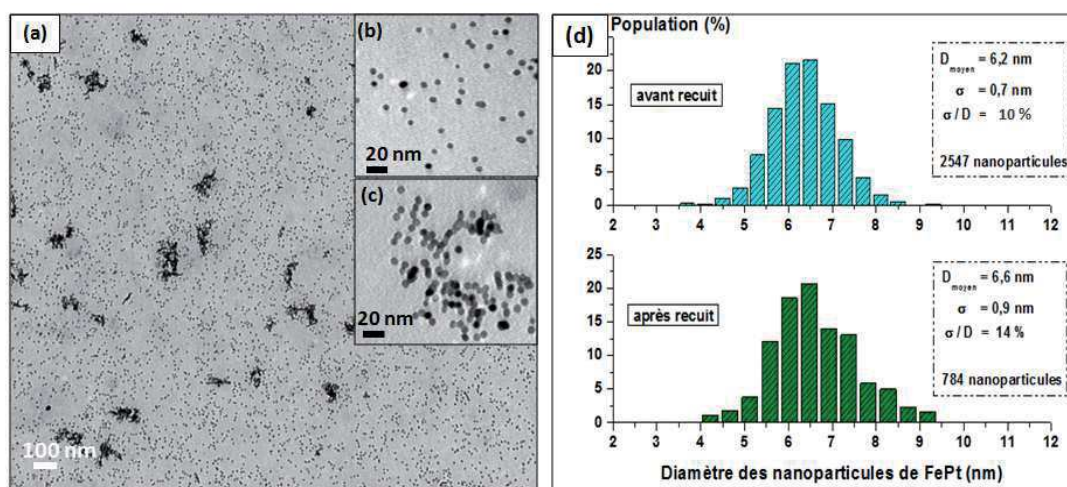 (a)
100 nm
(b)
20 nm
(c)
20 nm
(d)
Population (%)
20
15
10
5
0
avant recuit
D moyen = 6,2 nm
σ = 0,7 nm
σ / D = 10 %
2547 nanoparticules
2 3 4 5 6 7 8 9 10 11 12
25
20
15
10
5
0
après recuit
D moyen = 6,6 nm
σ = 0,9 nm
σ / D = 14 %
784 nanoparticules
2 3 4 5 6 7 8 9 10 11 12
Diamètre des nanoparticules de FePt (nm)